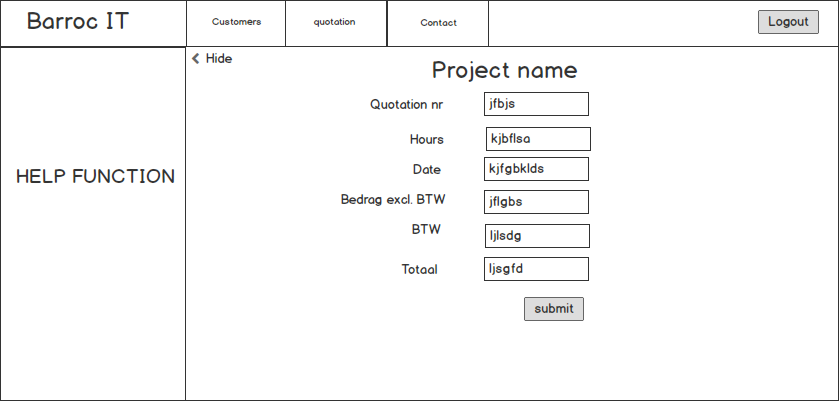 Barroc IT
Customers
quotation
Contact
Logout
Hide
Project name
Quotation nr
jfbjs
Hours
kjbflsa
Date
kjfgbklds
HELP FUNCTION
Bedrag excl. BTW
jflgbs
BTW
ljlsdg
Totaal
ljsgfd
submit